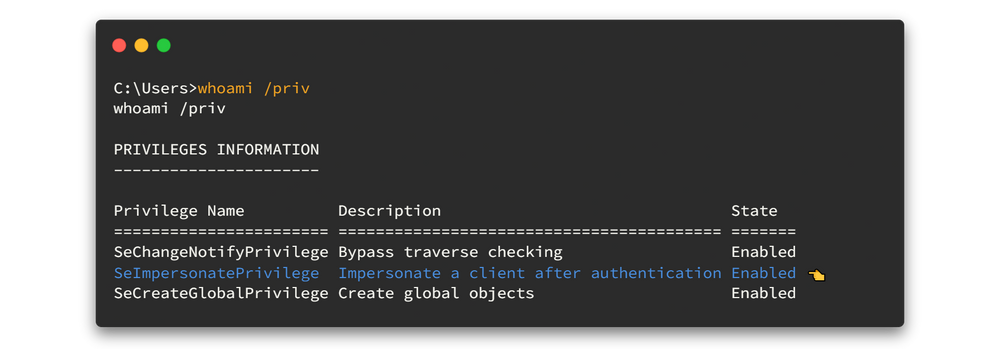 C:\Users>whoami /priv
whoami /priv
PRIVILEGES INFORMATION
----------------------
Privilege Name Description State
======================= ========================================= =======
SeChangeNotifyPrivilege Bypass traverse checking Enabled
SeImpersonatePrivilege Impersonate a client after authentication Enabled
SeCreateGlobalPrivilege Create global objects Enabled